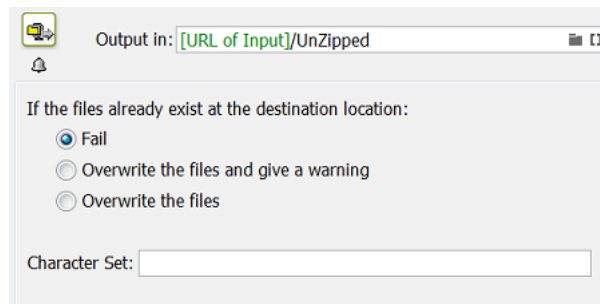 Output in: [URL of Input]/UnZipped
If the files already exist at the destination location:
Fail
Overwrite the files and give a warning
Overwrite the files
Character Set: